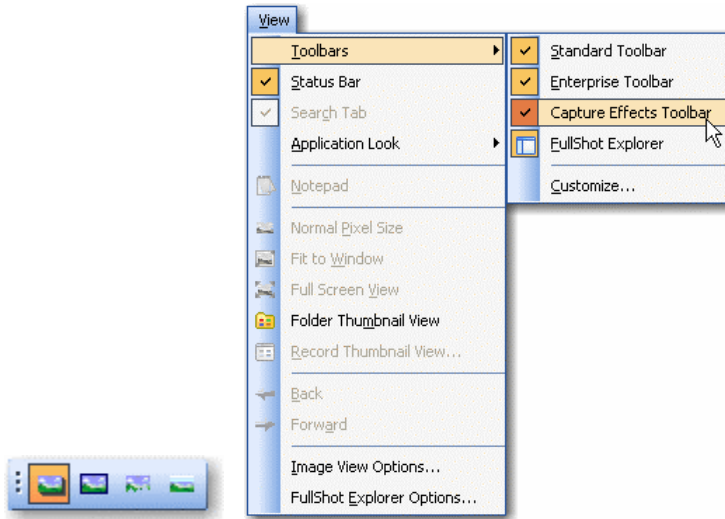 View
Toolbars
Status Bar
Search Tab
Application Look
Notepad
Normal Pixel Size
Fit to Window
Full Screen View
Folder Thumbnail View
Record Thumbnail View...
Back
Forward
Image View Options...
FullShot Explorer Options...
Standard Toolbar
Enterprise Toolbar
Capture Effects Toolbar
FullShot Explorer
Customize...